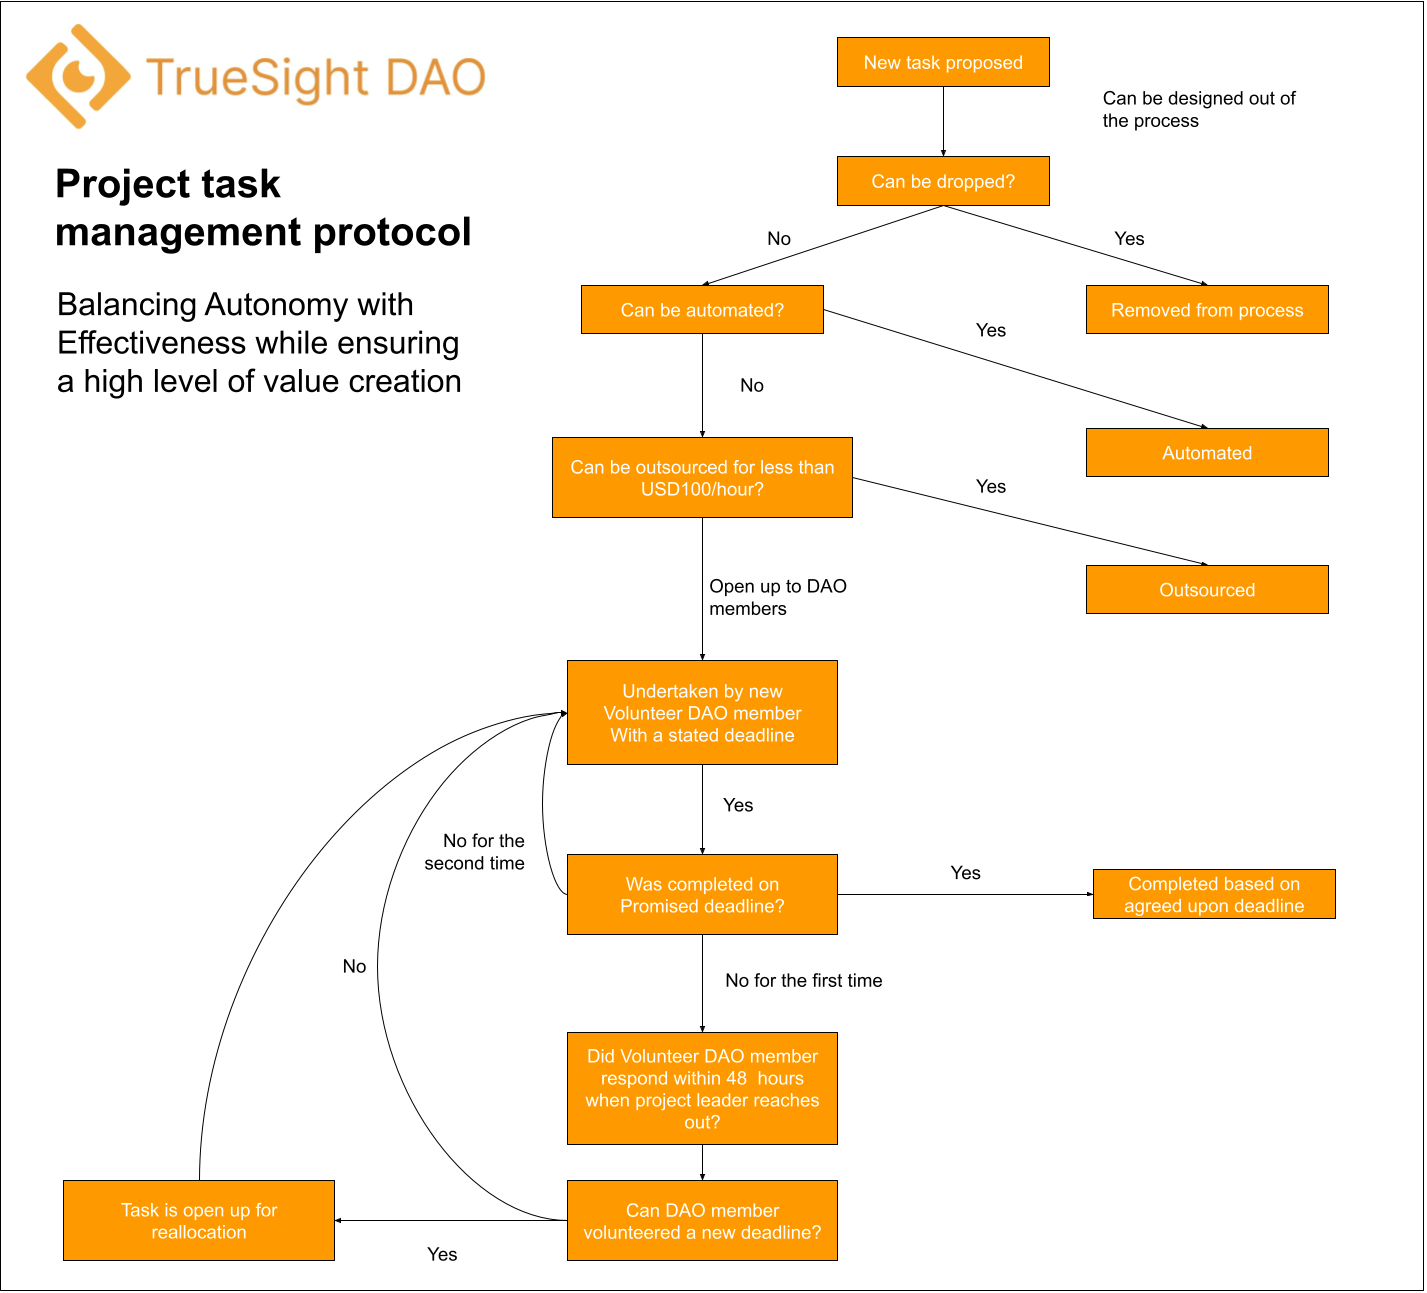 TrueSight DAO
Project task
management protocol
Balancing Autonomy with
Effectiveness while ensuring
a high level of value creation
New task proposed
Can be designed out of
the process
Can be dropped?
No
Yes
Can be automated?
Removed from process
Yes
No
Automated
Can be outsourced for less than
USD100/hour?
Yes
Outsourced
Open up to DAO
members
Undertaken by new
Volunteer DAO member
With a stated deadline
Yes
No for the
second time
Was completed on
Promised deadline?
Yes
Completed based on
agreed upon deadline
No
No for the first time
Did Volunteer DAO member
respond within 48  hours
when project leader reaches
out?
Can DAO member
volunteered a new deadline?
Task is open up for
reallocation
Yes